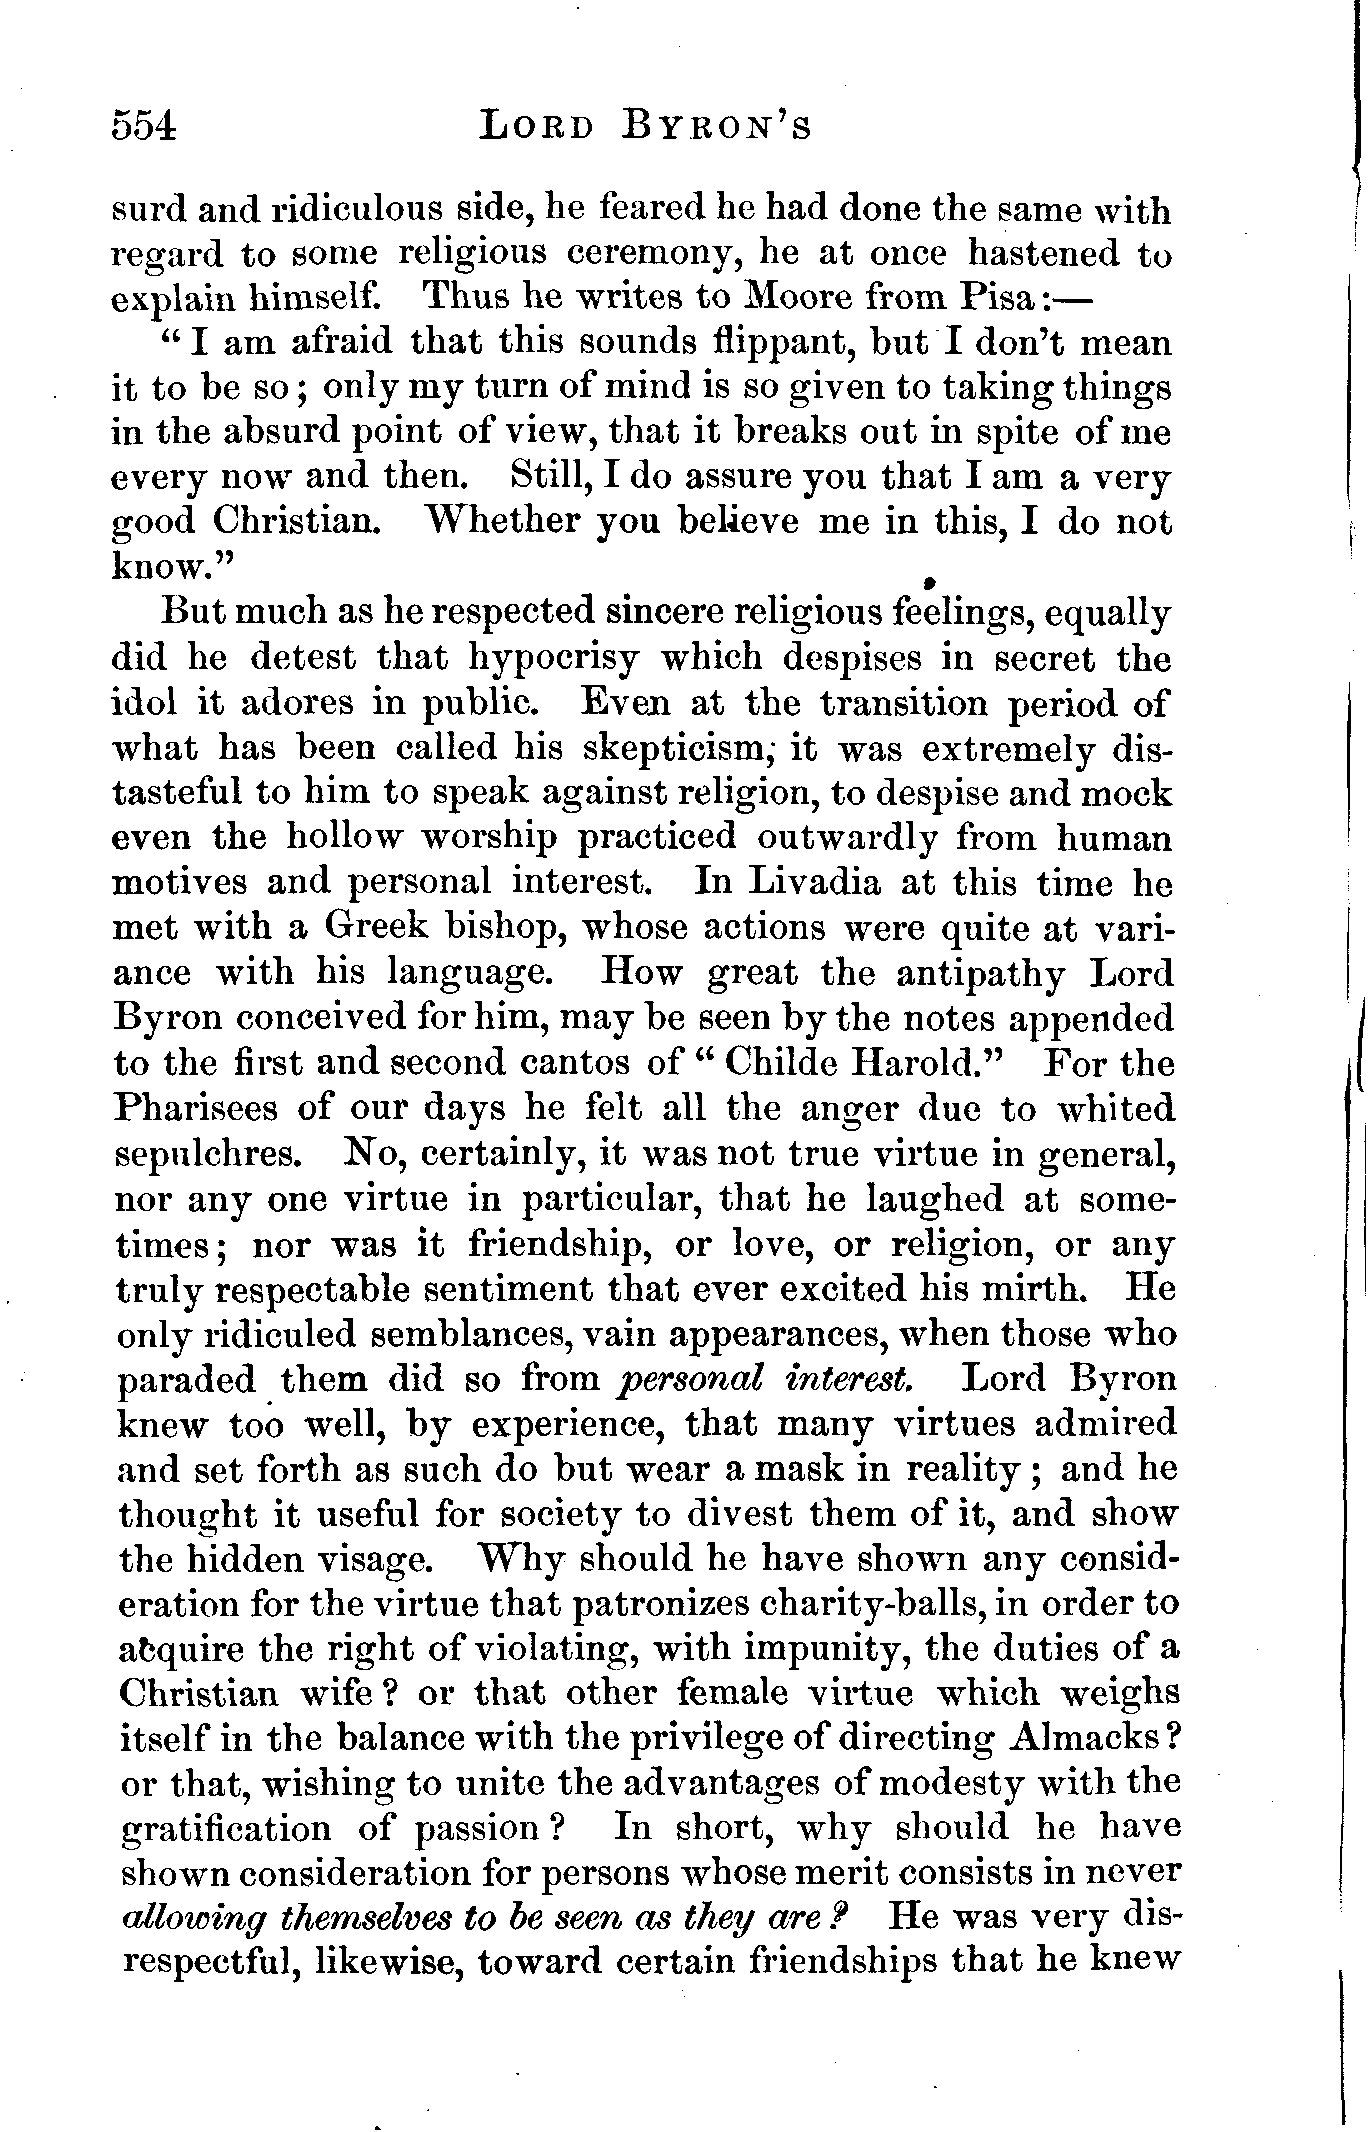 554 LORD BYRON'S
surd and ridiculous side, he feared he had done the same with
regard to some religious ceremony, he at once hastened to
explain himself. Thus he writes to Moore from Pisa:—
"I am afraid that this sounds flippant, but I don't mean
it to be so; only my turn of mind is so given to taking things
in the absurd point of view, that it breaks out in spite of me
every now and then. Still, I do assure you that I am a very
good Christian. Whether you believe me in this, I do not
know."
But much as he respected sincere religious feelings, equally
did he detest that hypocrisy which despises in secret the
idol it adores in public. Even at the transition period of
what has been called his skepticism, it was extremely dis-
tasteful to him to speak against religion, to despise and mock
even the hollow worship practiced outwardly from human
motives and personal interest. In Livadia at this time he
met with a Greek bishop, whose actions were quite at vari-
ance with his language. How great the antipathy Lord
Byron conceived for him, may be seen by the notes appended
to the first and second cantos of "Childe Harold." For the
Pharisees of our days he felt all the anger due to whited
sepulchres. No, certainly, it was not true virtue in general,
nor any one virtue in particular, that he laughed at some-
times; nor was it friendship, or love, or religion, or any
truly respectable sentiment that ever excited his mirth. He
only ridiculed semblances, vain appearances, when those who
paraded them did so from personal interest. Lord Byron
knew too well, by experience, that many virtues admired
and set forth as such do but wear a mask in reality; and he
thought it useful for society to divest them of it, and show
the hidden visage. Why should he have shown any consid-
eration for the virtue that patronizes charity-balls, in order to
acquire the right of violating, with impunity, the duties of a
Christian wife? or that other female virtue which weighs
itself in the balance with the privilege of directing Almacks?
or that, wishing to unite the advantages of modesty with the
gratification of passion? In short, why should he have
shown consideration for persons whose merit consists in never
allowing themselves to be seen as they are? He was very dis-
respectful, likewise, toward certain friendships that he knew